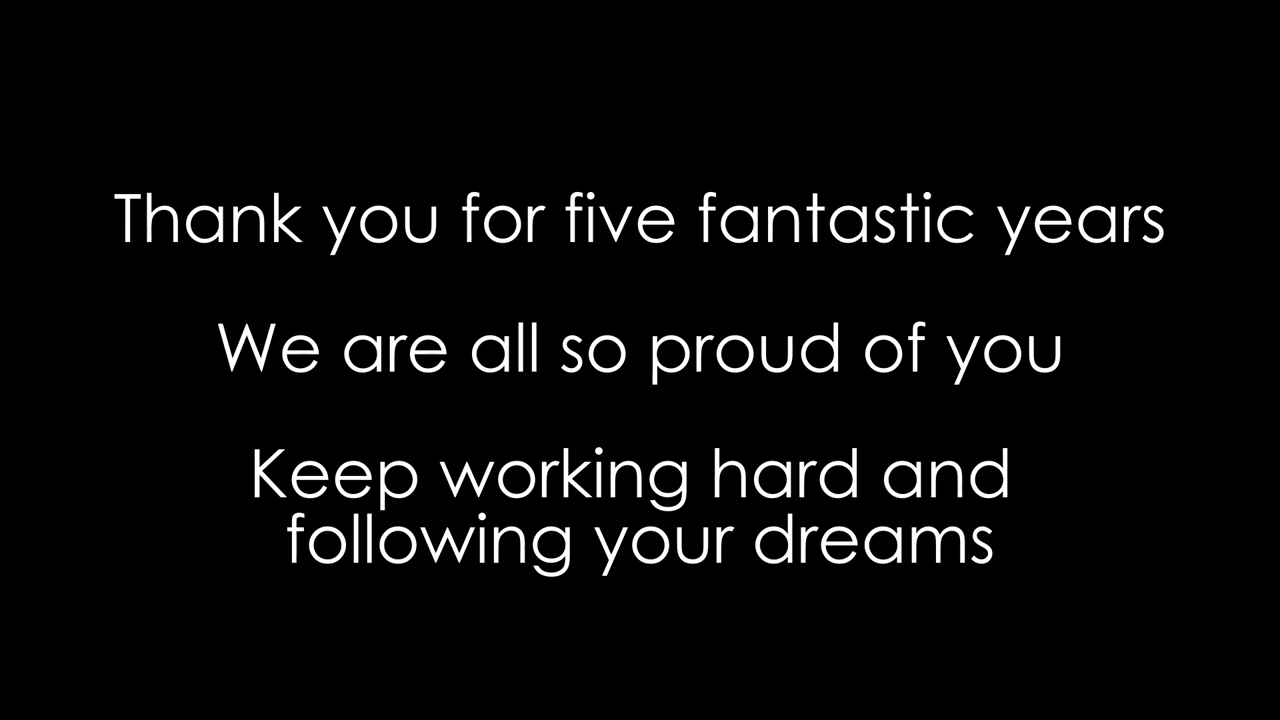 Thank you for five fantastic years
We are all so proud of you
Keep working hard and
following your dreams